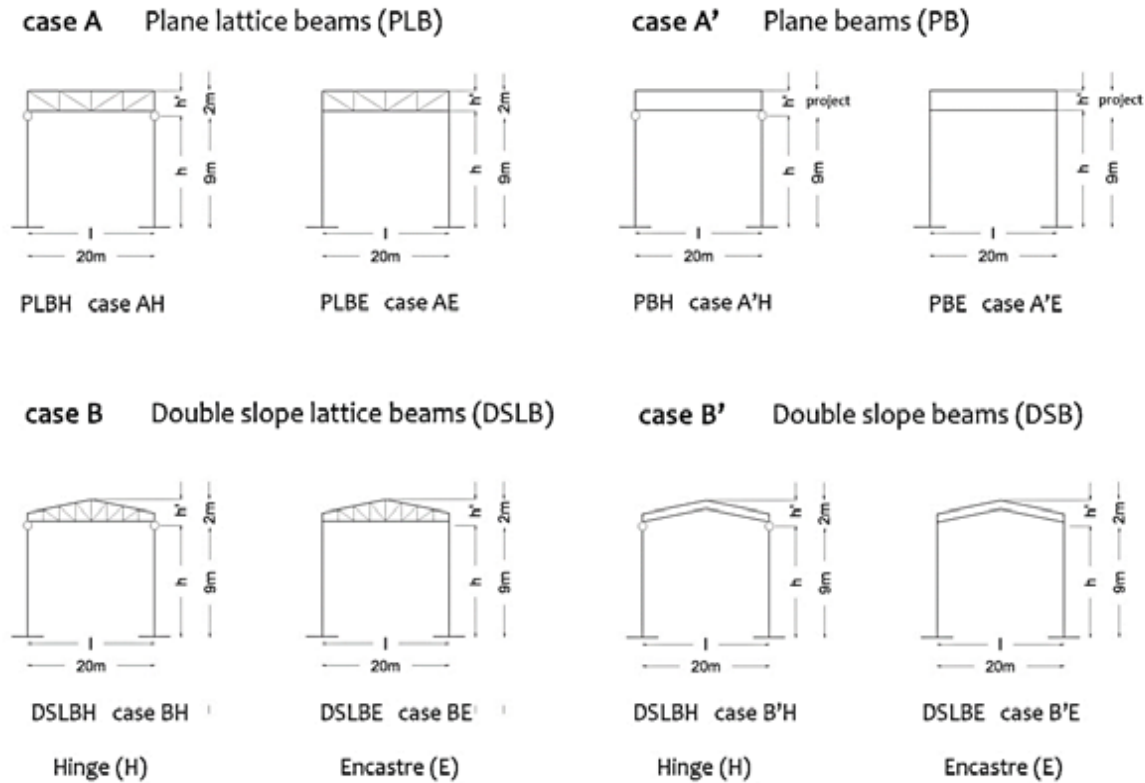 case A Plane lattice beams (PLB)
case A' Plane beams (PB)
h' 2m
h 9m
l
20m
PLBH case AH
h' 2m
h 9m
l
20m
PLBE case AE
h' project
h 9m
l
20m
PBH case A'H
h' project
h 9m
l
20m
PBE case A'E
case B Double slope lattice beams (DSLB)
case B' Double slope beams (DSB)
h' 2m
h 9m
l
20m
DSLBH case BH
Hinge (H)
h' 2m
h 9m
l
20m
DSLBE case BE
Encastre (E)
h' 2m
h 9m
l
20m
DSLBH case B'H
Hinge (H)
h' 2m
h 9m
l
20m
DSLBE case B'E
Encastre (E)